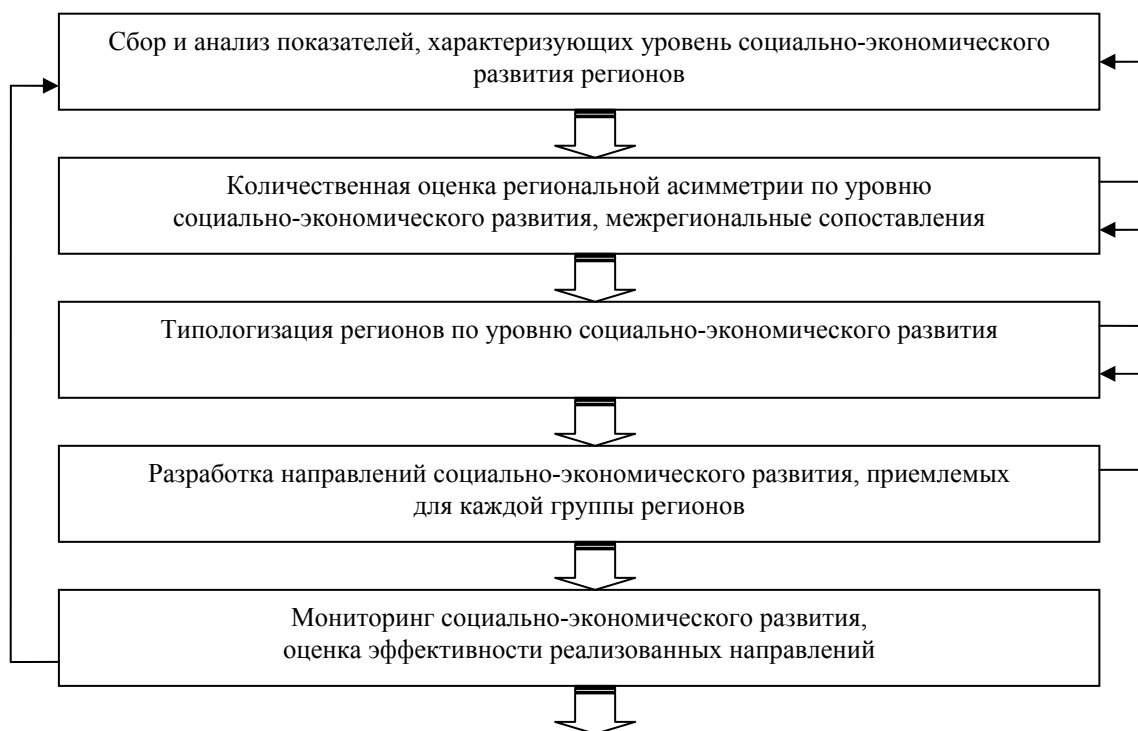 Сбор и анализ показателей, характеризующих уровень социально-экономического
развития регионов
Количественная оценка региональной асимметрии по уровню
социально-экономического развития, межрегиональные сопоставления
Типологизация регионов по уровню социально-экономического развития
Разработка направлений социально-экономического развития, приемлемых
для каждой группы регионов
Мониторинг социально-экономического развития,
оценка эффективности реализованных направлений